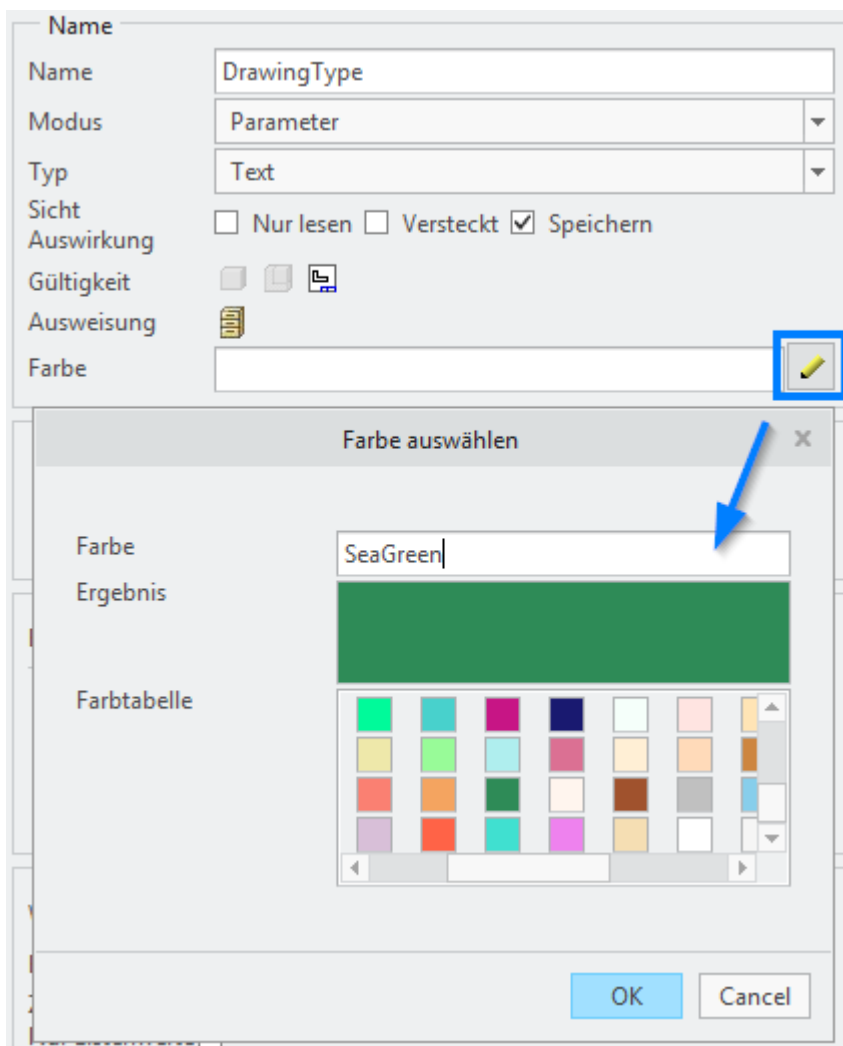 Name
Name DrawingType
Modus Parameter
Typ Text
Sicht
Auswirkung Nur lesen Versteckt Speichern
Gültigkeit
Ausweisung
Farbe
Farbe auswählen
Farbe SeaGreen
Ergebnis
Farbtabelle
OK Cancel